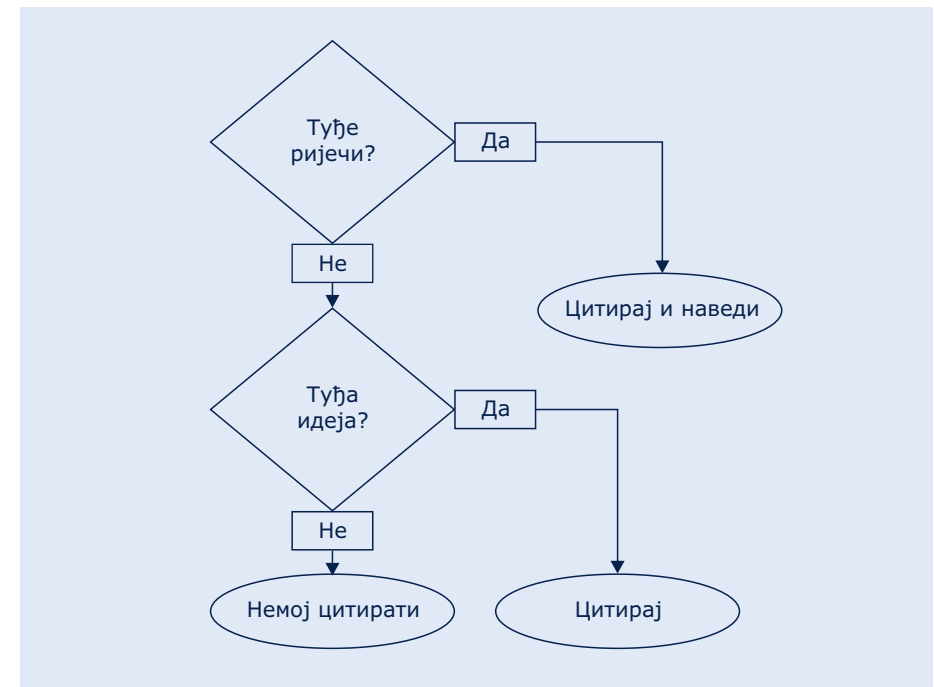 Туђе
ријечи?
Да
Не
Цитирај и наведи
Туђа
идеја?
Да
Не
Немој цитирати
Цитирај